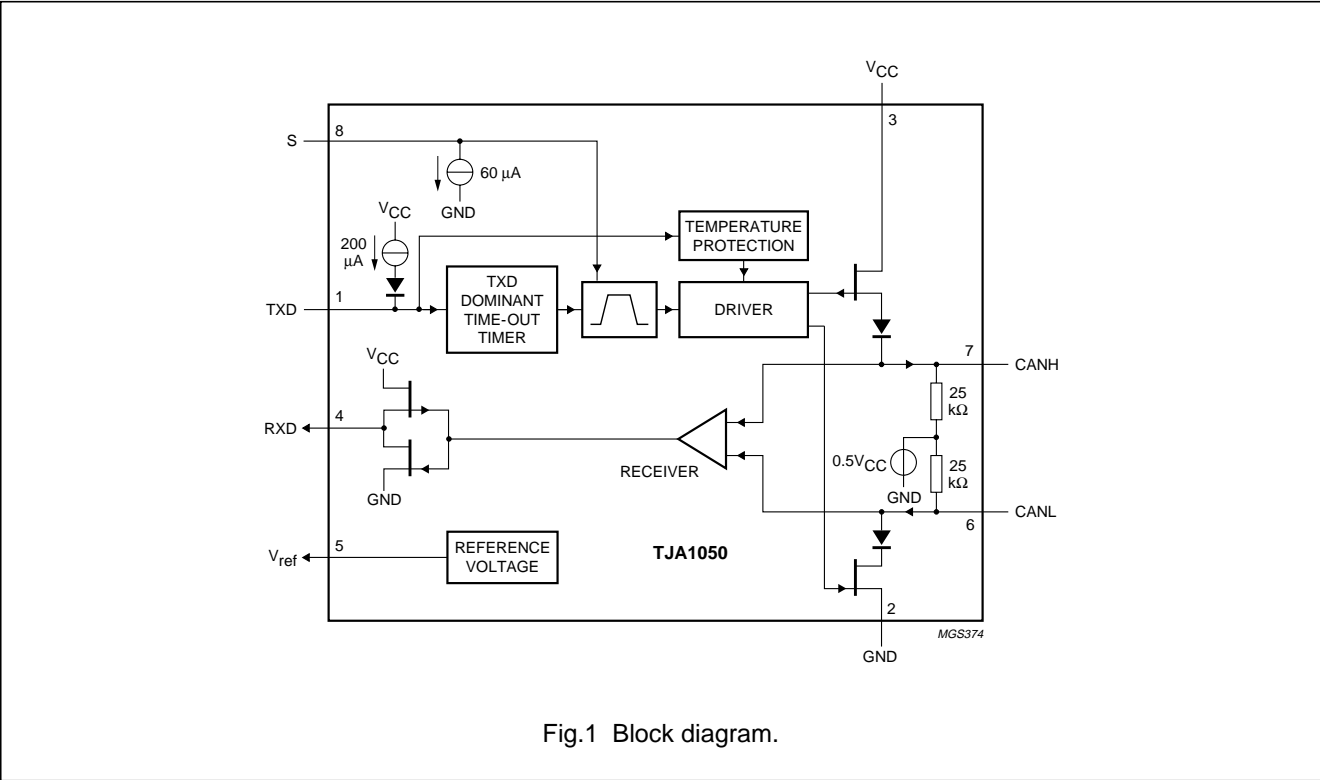 VCC
3
S
8
60 µA
GND
VCC
200
µA
TEMPERATURE
PROTECTION
TXD
1
TXD
DOMINANT
TIME-OUT
TIMER
DRIVER
7
CANH
VCC
25
kΩ
RXD
4
RECEIVER
0.5VCC
25
kΩ
GND
GND
CANL
6
Vref
5
REFERENCE
VOLTAGE
TJA1050
2
MGS374
GND
Fig.1 Block diagram.